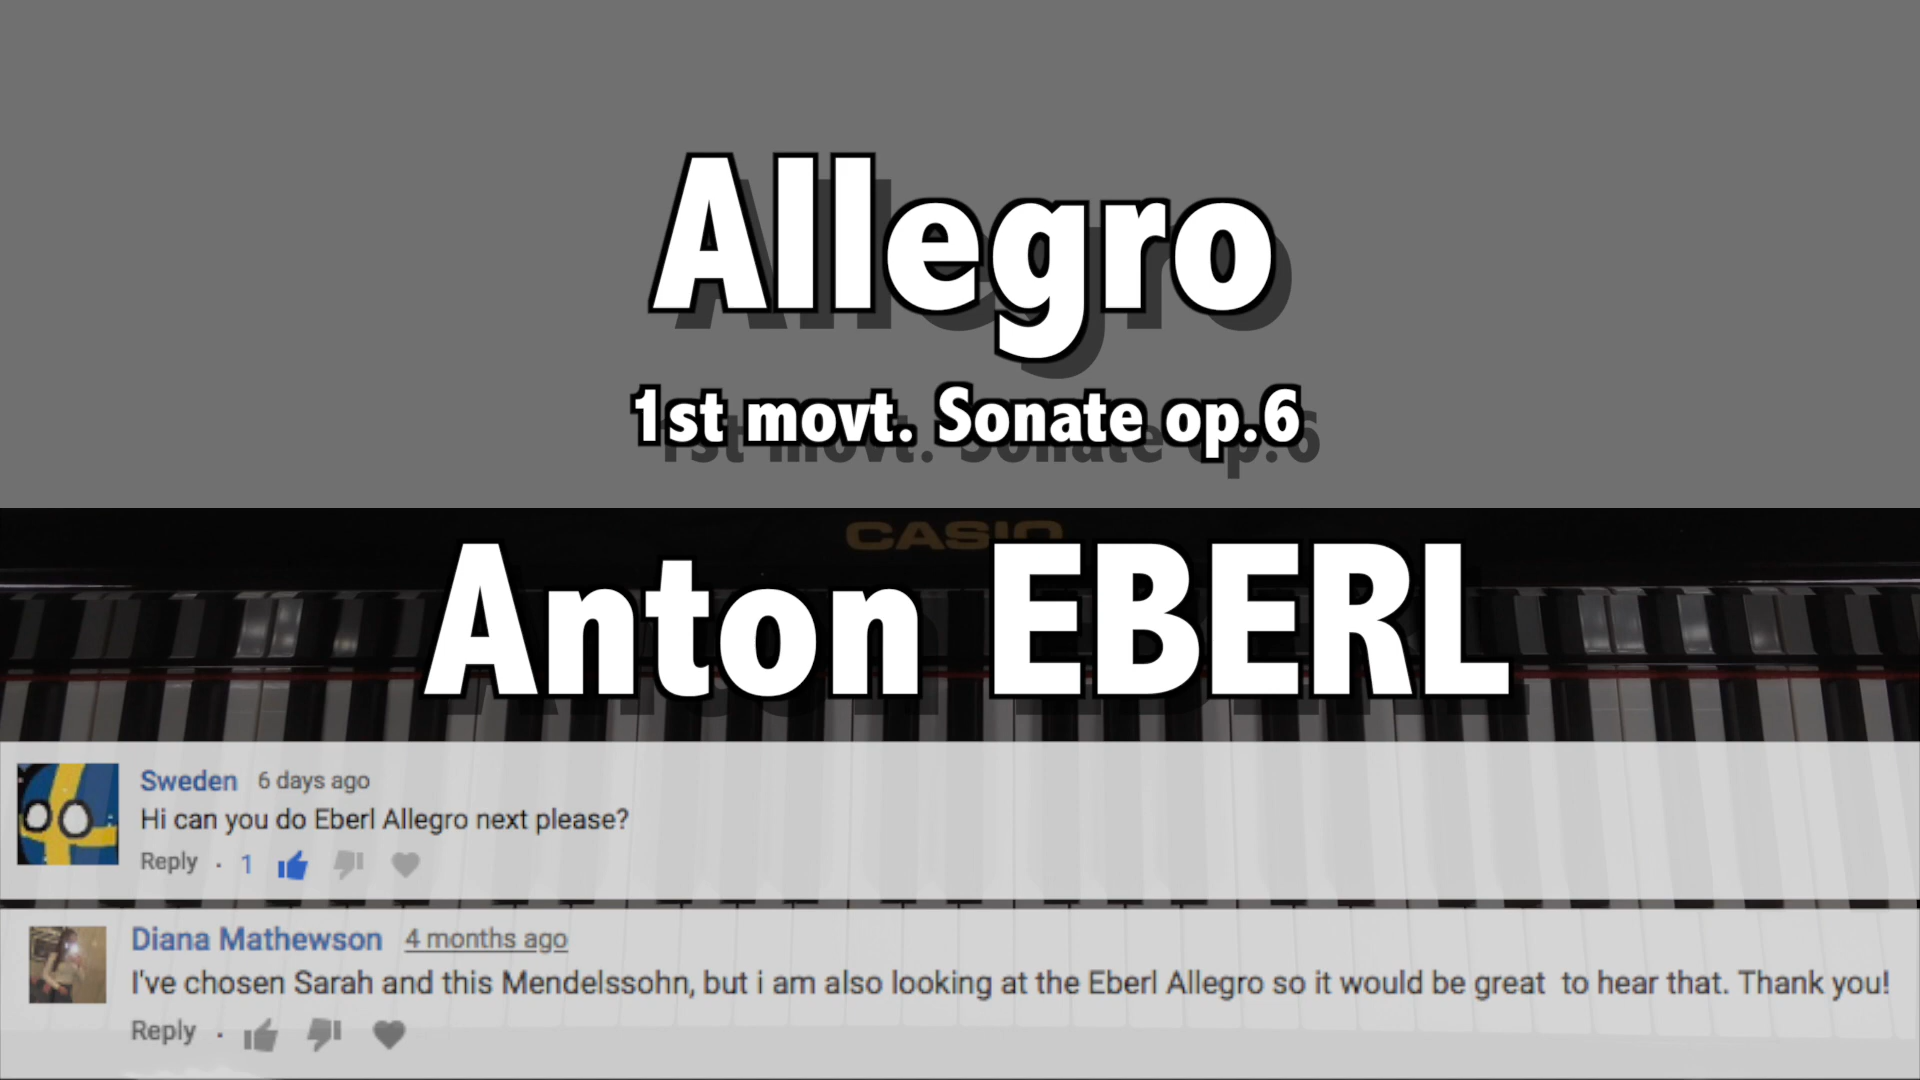 Allegro
1st movt. Sonate op.6
CASIO
Anton EBERL
Sweden 6 days ago
Hi can you do Eberl Allegro next please?
Reply · 1
Diana Mathewson 4 months ago
I've chosen Sarah and this Mendelssohn, but i am also looking at the Eberl Allegro so it would be great to hear that. Thank you!
Reply ·